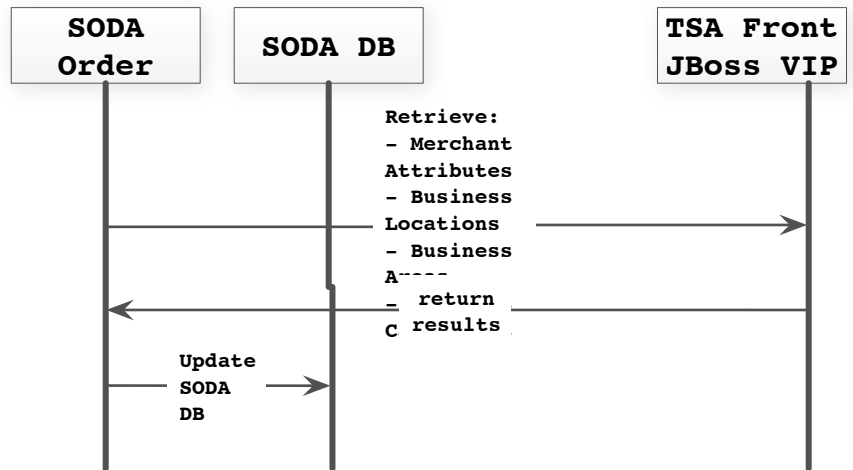 SODA
Order
SODA DB
TSA Front
JBoss VIP
Retrieve:
- Merchant
Attributes
- Business
Locations
- Business
-
return
results
Update
SODA
DB